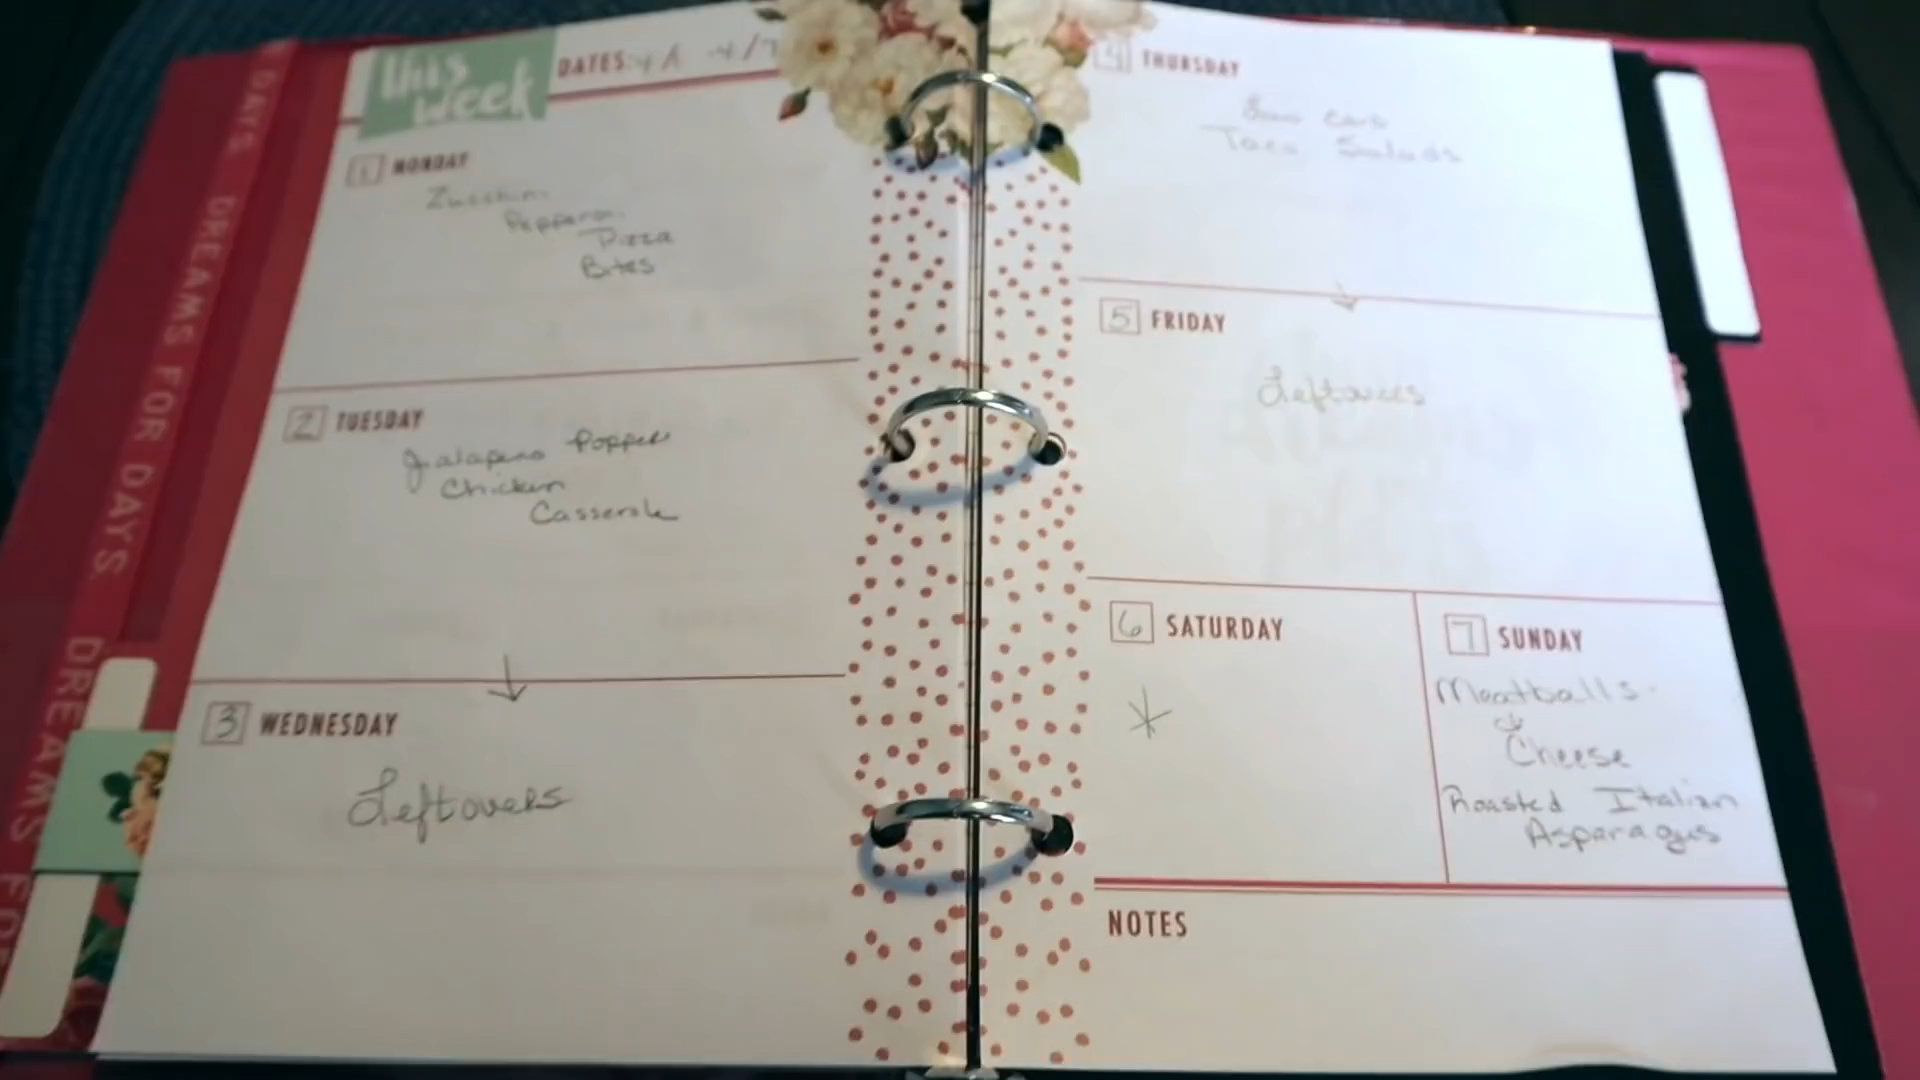 this
week
DATES: 4/1 - 4/7
1 MONDAY
Zucchini
Pepperoni
Pizza
Bites
2 TUESDAY
Jalapeno Popper
Chicken
Casserole
3 WEDNESDAY
Leftovers
4 THURSDAY
Taco Salads
5 FRIDAY
Leftovers
6 SATURDAY
7 SUNDAY
Meatballs
&
Cheese
Roasted Italian
Asparagus
NOTES
DAYS. DREAMS FOR DAYS. DREAMS FOR